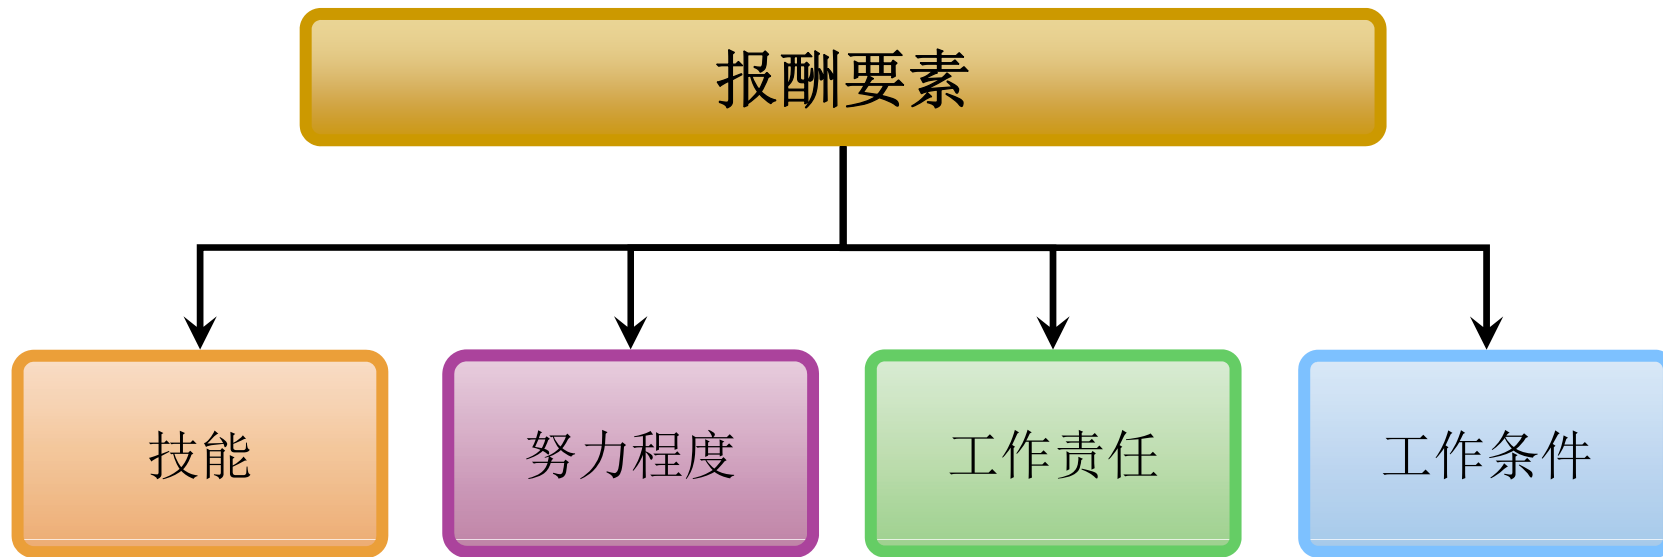 报酬要素
技能
努力程度
工作责任
工作条件